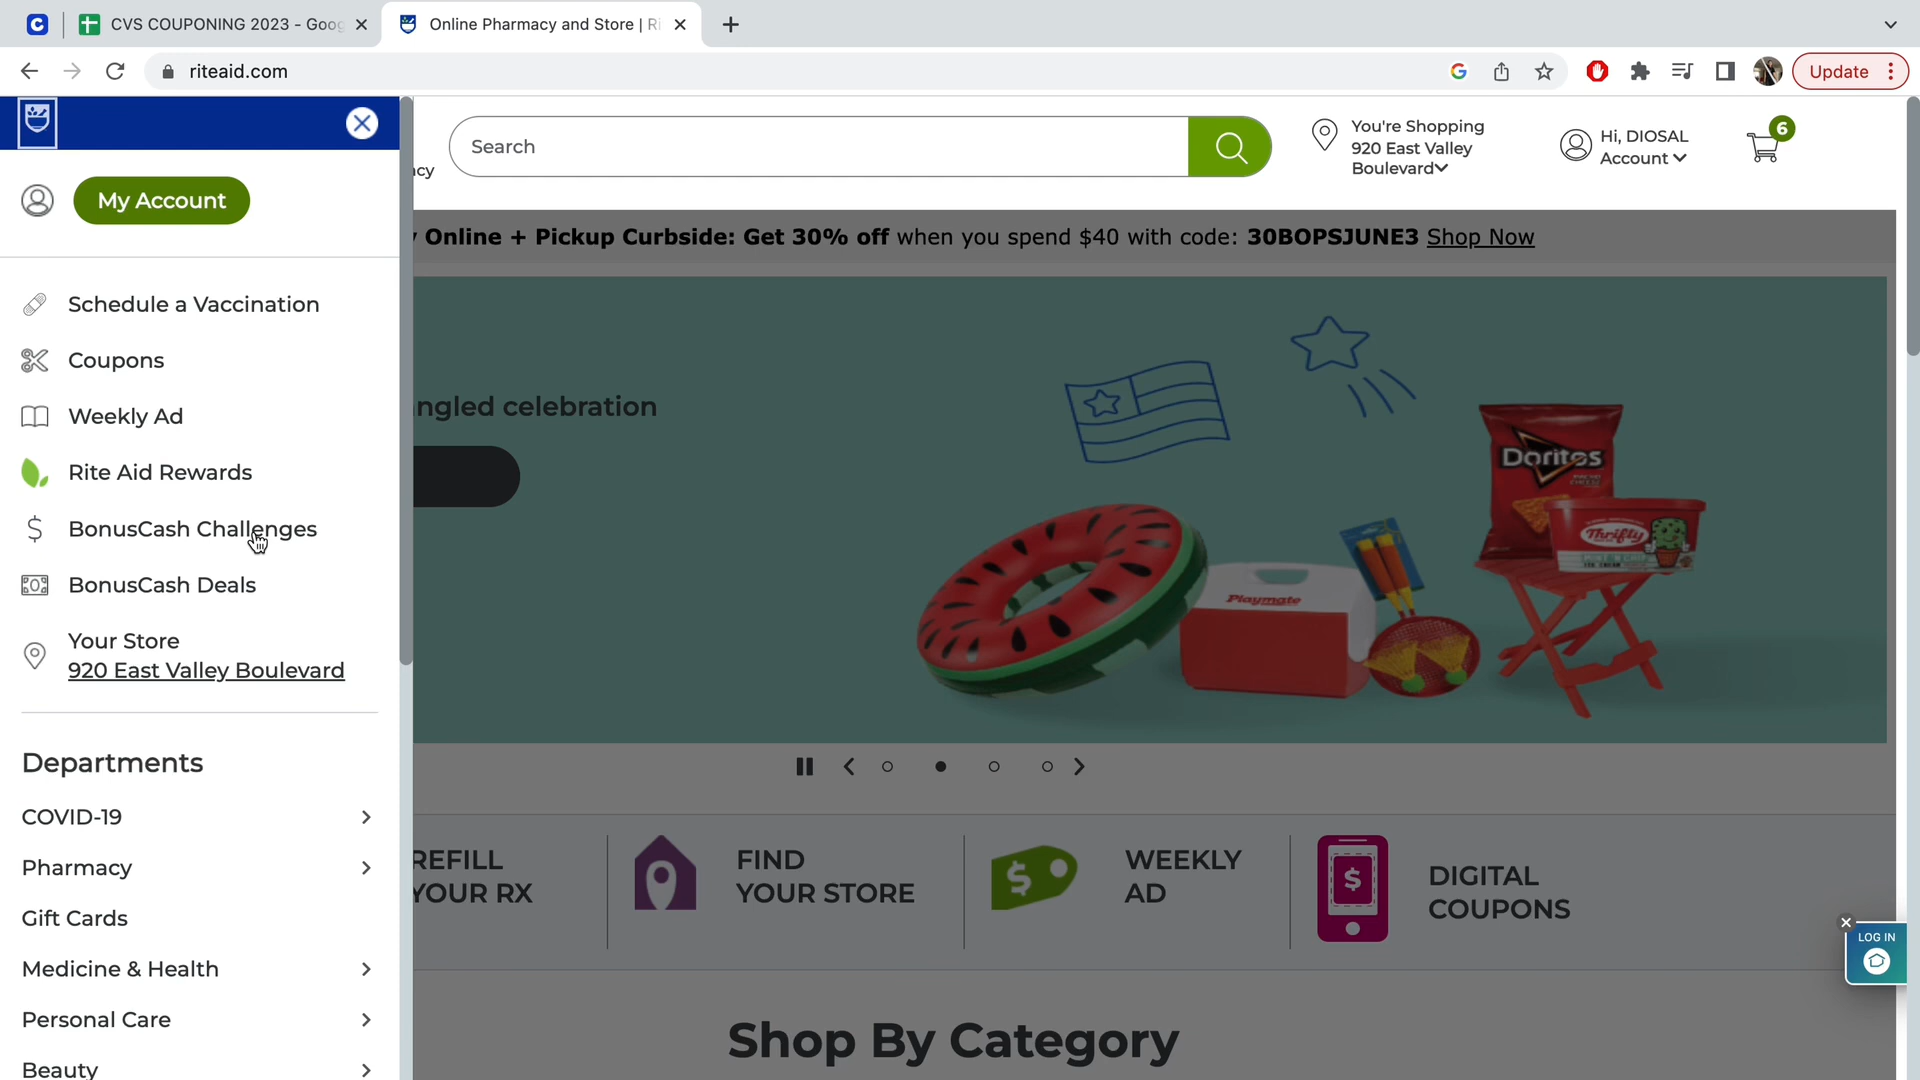 CVS COUPONING 2023 - Goog
Online Pharmacy and Store | Ri
riteaid.com
Update
My Account
Schedule a Vaccination
Coupons
Weekly Ad
Rite Aid Rewards
BonusCash Challenges
BonusCash Deals
Your Store
920 East Valley Boulevard
Departments
COVID-19
Pharmacy
Gift Cards
Medicine & Health
Personal Care
Beauty
cy
Search
You're Shopping
920 East Valley
Boulevard
Hi, DIOSAL
Account
6
y Online + Pickup Curbside: Get 30% off when you spend $40 with code: 30BOPSJUNE3 Shop Now
ngled celebration
Doritos
Thrifty
MINT 'N CHIP
ICE CREAM
Playmate
REFILL
YOUR RX
FIND
YOUR STORE
WEEKLY
AD
DIGITAL
COUPONS
LOG IN
Shop By Category